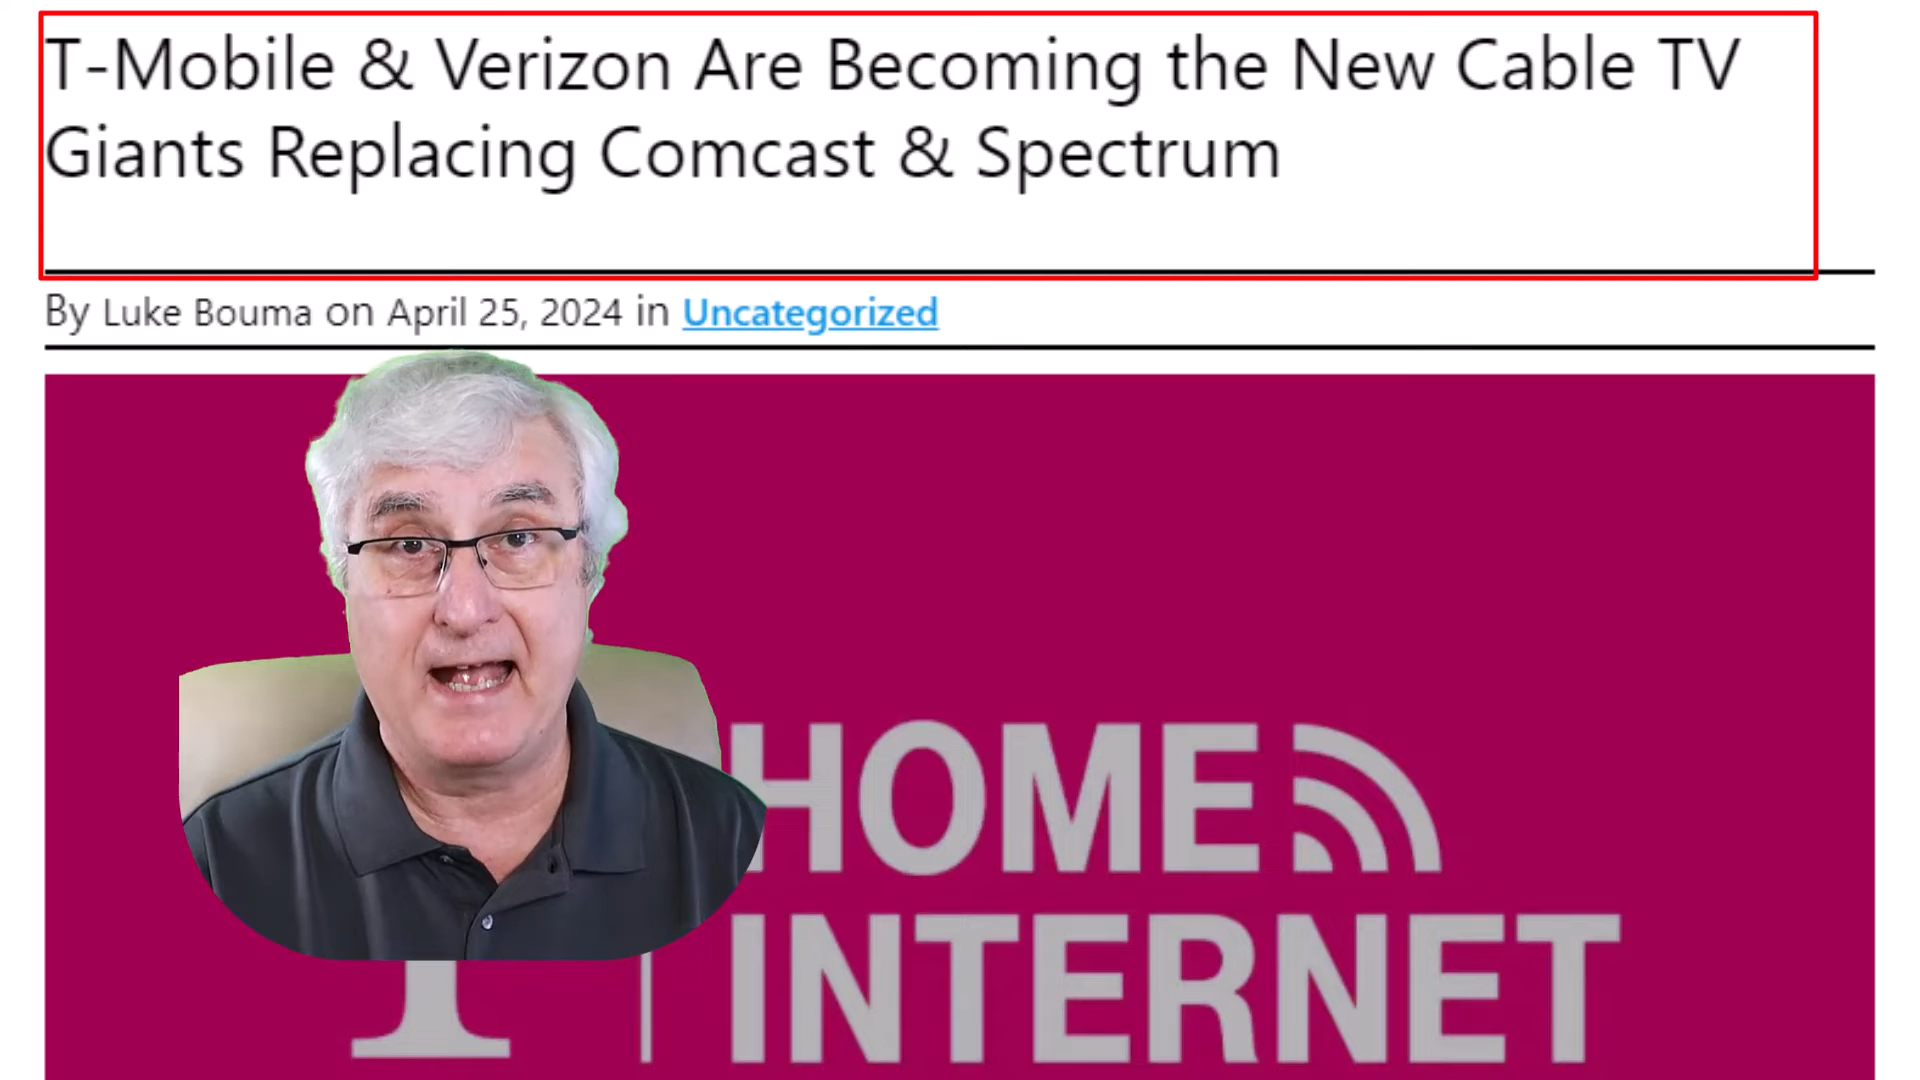 T-Mobile & Verizon Are Becoming the New Cable TV
Giants Replacing Comcast & Spectrum
By Luke Bouma on April 25, 2024 in Uncategorized
HOME
INTERNET